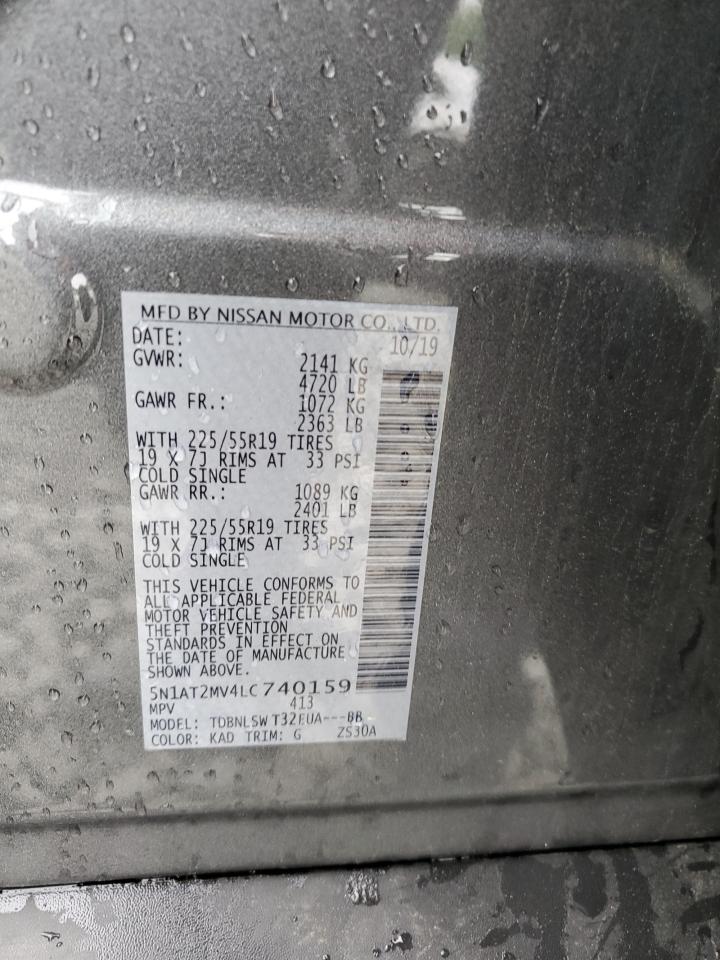 MFD BY NISSAN MOTOR CO., LTD.
DATE: 10/19
GVWR: 2141 KG
4720 LB
GAWR FR.: 1072 KG
2363 LB
WITH 225/55R19 TIRES
19 X 7J RIMS AT 33 PSI
COLD SINGLE
GAWR RR.: 1089 KG
2401 LB
WITH 225/55R19 TIRES
19 X 7J RIMS AT 33 PSI
COLD SINGLE
THIS VEHICLE CONFORMS TO
ALL APPLICABLE FEDERAL
MOTOR VEHICLE SAFETY AND
THEFT PREVENTION
STANDARDS IN EFFECT ON
THE DATE OF MANUFACTURE
SHOWN ABOVE.
5N1AT2MV4LC740159
MPV 413
MODEL: TDBNLSW T32EUA---BB
COLOR: KAD TRIM: G ZS30A